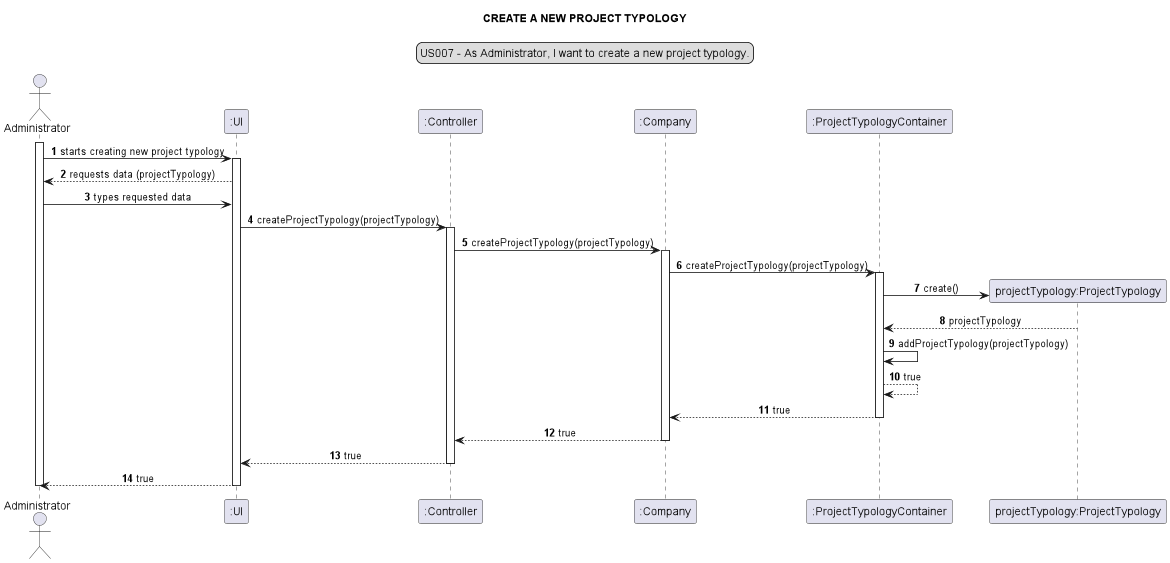 CREATE A NEW PROJECT TYPOLOGY
US007 - As Administrator, I want to create a new project typology.
Administrator
:UI
:Controller
:Company
:ProjectTypologyContainer
1 starts creating new project typology
2 requests data (projectTypology)
3 types requested data
4 createProjectTypology(projectTypology)
5 createProjectTypology(projectTypology)
6 createProjectTypology(projectTypology)
7 create()
projectTypology:ProjectTypology
8 projectTypology
9 addProjectTypology(projectTypology)
10 true
11 true
12 true
13 true
14 true
Administrator
:UI
:Controller
:Company
:ProjectTypologyContainer
projectTypology:ProjectTypology